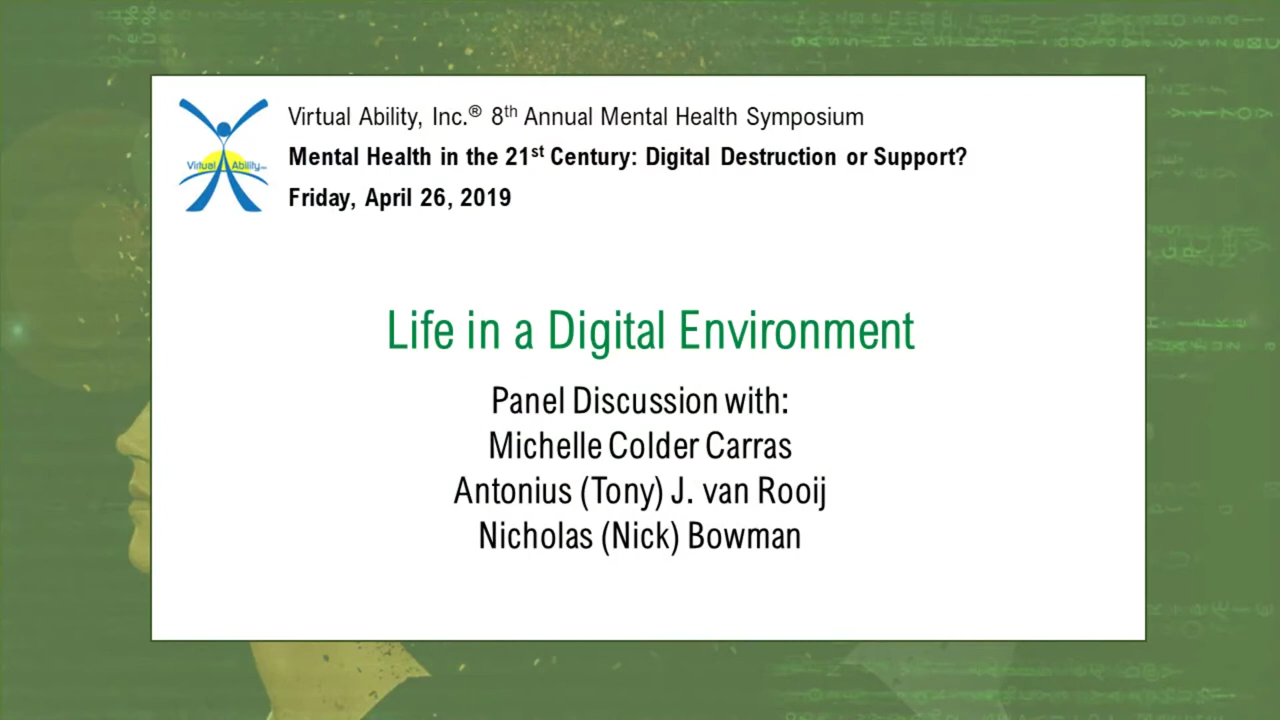 Virtual Ability, Inc.® 8th Annual Mental Health Symposium
Mental Health in the 21st Century: Digital Destruction or Support?
Friday, April 26, 2019
Virtual Ability
Life in a Digital Environment
Panel Discussion with:
Michelle Colder Carras
Antonius (Tony) J. van Rooij
Nicholas (Nick) Bowman